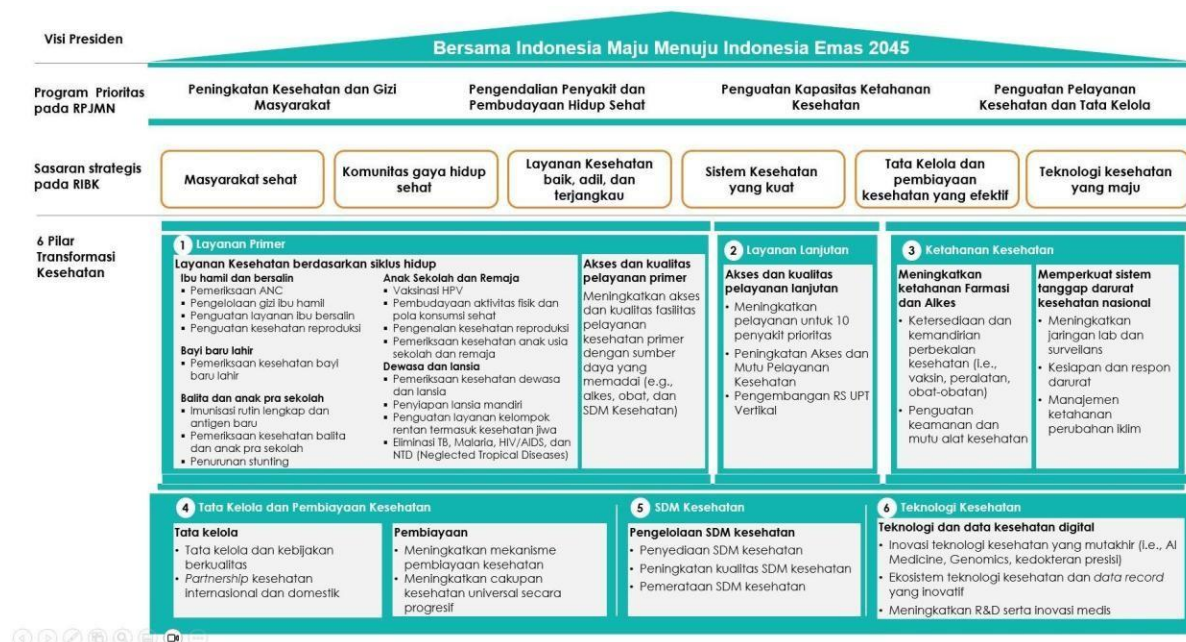 Visi Presiden
Bersama Indonesia Maju Menuju Indonesia Emas 2045
Program Prioritas
pada RPJMN
Peningkatan Kesehatan dan Gizi
Masyarakat
Pengendalian Penyakit dan
Pembudayaan Hidup Sehat
Penguatan Kapasitas Ketahanan
Kesehatan
Penguatan Pelayanan
Kesehatan dan Tata Kelola
Sasaran strategis
pada RIBK
Masyarakat sehat
Komunitas gaya hidup
sehat
Layanan Kesehatan
baik, adil, dan
terjangkau
Sistem Kesehatan
yang kuat
Tata Kelola dan
pembiayaan
kesehatan yang efektif
Teknologi kesehatan
yang maju
6 Pilar
Transformasi
Kesehatan
1 Layanan Primer
Layanan Kesehatan berdasarkan siklus hidup
Ibu hamil dan bersalin
▪ Pemeriksaan ANC
▪ Pengelolaan gizi ibu hamil
▪ Penguatan layanan ibu bersalin
▪ Penguatan kesehatan reproduksi
Bayi baru lahir
▪ Pemeriksaan kesehatan bayi
baru lahir
Balita dan anak pra sekolah
▪ Imunisasi rutin lengkap dan
antigen baru
▪ Pemeriksaan kesehatan balita
dan anak pra sekolah
▪ Penurunan stunting
Anak Sekolah dan Remaja
▪ Vaksinasi HPV
▪ Pembudayaan aktivitas fisik dan
pola konsumsi sehat
▪ Pengenalan kesehatan reproduksi
▪ Pemeriksaan kesehatan anak usia
sekolah dan remaja
Dewasa dan lansia
▪ Pemeriksaan kesehatan dewasa
dan lansia
▪ Penyiapan lansia mandiri
▪ Penguatan layanan kelompok
rentan termasuk kesehatan jiwa
▪ Eliminasi TB, Malaria, HIV/AIDS, dan
NTD (Neglected Tropical Diseases)
Akses dan kualitas
pelayanan primer
Meningkatkan akses
dan kualitas fasilitas
pelayanan
kesehatan primer
dengan sumber
daya yang
memadai (e.g.,
alkes, obat, dan
SDM Kesehatan)
2 Layanan Lanjutan
Akses dan kualitas
pelayanan lanjutan
• Meningkatkan
pelayanan untuk 10
penyakit prioritas
• Peningkatan Akses dan
Mutu Pelayanan
Kesehatan
• Pengembangan RS UPT
Vertikal
3 Ketahanan Kesehatan
Meningkatkan
ketahanan Farmasi
dan Alkes
• Ketersediaan dan
kemandirian
perbekalan
kesehatan (i.e.,
vaksin, peralatan,
obat-obatan)
• Penguatan
keamanan dan
mutu alat kesehatan
Memperkuat sistem
tanggap darurat
kesehatan nasional
• Meningkatkan
jaringan lab dan
surveilans
• Kesiapan dan respon
darurat
• Manajemen
ketahanan
perubahan iklim
4 Tata Kelola dan Pembiayaan Kesehatan
Tata kelola
• Tata kelola dan kebijakan
berkualitas
• Partnership kesehatan
internasional dan domestik
Pembiayaan
• Meningkatkan mekanisme
pembiayaan kesehatan
• Meningkatkan cakupan
kesehatan universal secara
progresif
5 SDM Kesehatan
Pengelolaan SDM kesehatan
• Penyediaan SDM kesehatan
• Peningkatan kualitas SDM kesehatan
• Pemerataan SDM kesehatan
6 Teknologi Kesehatan
Teknologi dan data kesehatan digital
• Inovasi teknologi kesehatan yang mutakhir (i.e., AI
Medicine, Genomics, kedokteran presisi)
• Ekosistem teknologi kesehatan dan data record
yang inovatif
• Meningkatkan R&D serta inovasi medis